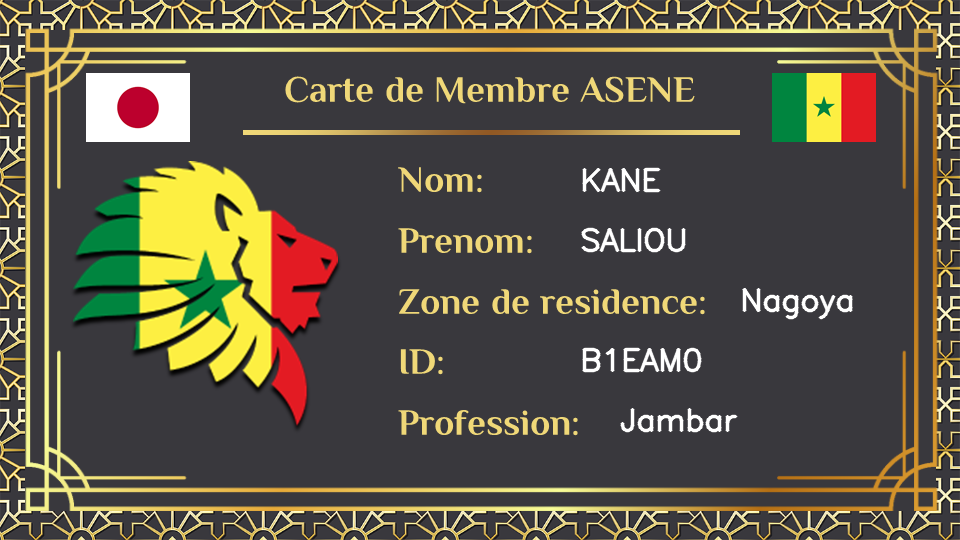 Carte de Membre ASENE
Nom: KANE
Prenom: SALIOU
Zone de residence: Nagoya
ID: B1EAM0
Profession: Jambar